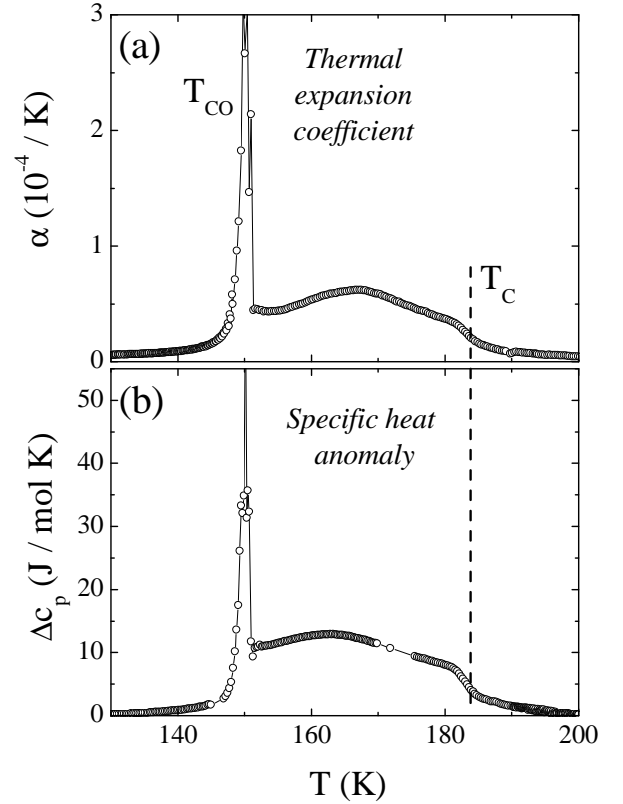 (a)
Thermal
expansion
coefficient
T_CO
T_C
α (10^-4 / K)
3
2
1
0
(b)
Specific heat
anomaly
Δc_p (J / mol K)
50
40
30
20
10
0
140 160 180 200
T (K)